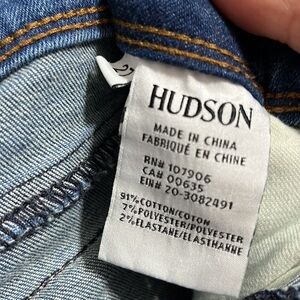 HUDSON
MADE IN CHINA
FABRIQUÉ EN CHINE
RN# 107906
CA# 00635
EIN# 20-3082491
91% COTTON/COTON
7% POLYESTER/POLYESTER
2% ELASTANE/ELASTHANNE